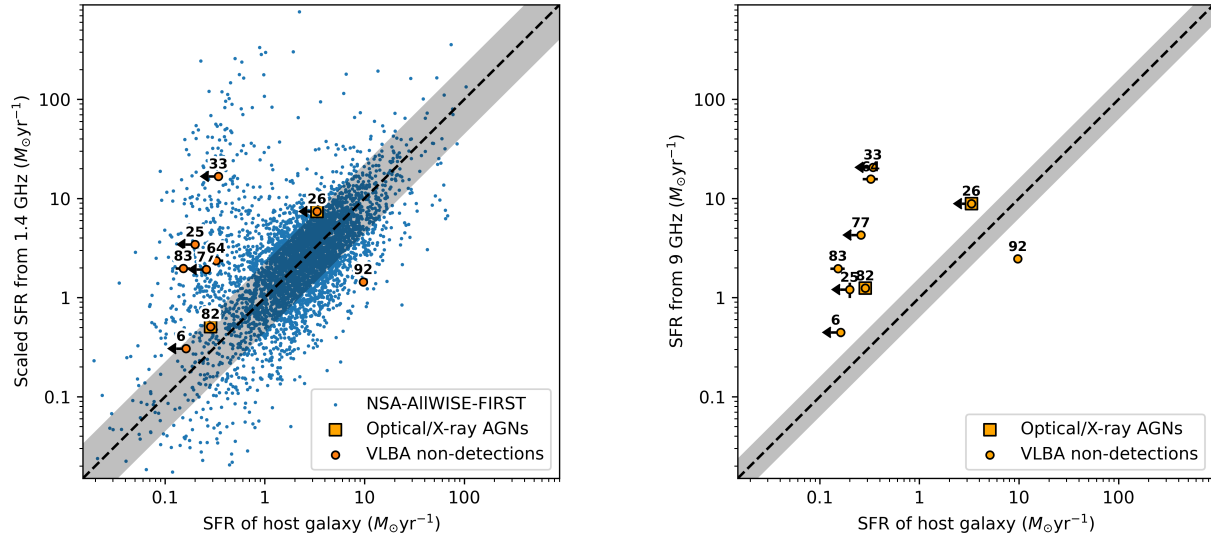 Scaled SFR from 1.4 GHz (M⊙yr⁻¹)
100
10
1
0.1
33
26
25
64
83
77
92
82
6
NSA-AllWISE-FIRST
Optical/X-ray AGNs
VLBA non-detections
0.1 1 10 100
SFR of host galaxy (M⊙yr⁻¹)
SFR from 9 GHz (M⊙yr⁻¹)
100
10
1
0.1
33
64
26
77
92
83
25
82
6
Optical/X-ray AGNs
VLBA non-detections
0.1 1 10 100
SFR of host galaxy (M⊙yr⁻¹)